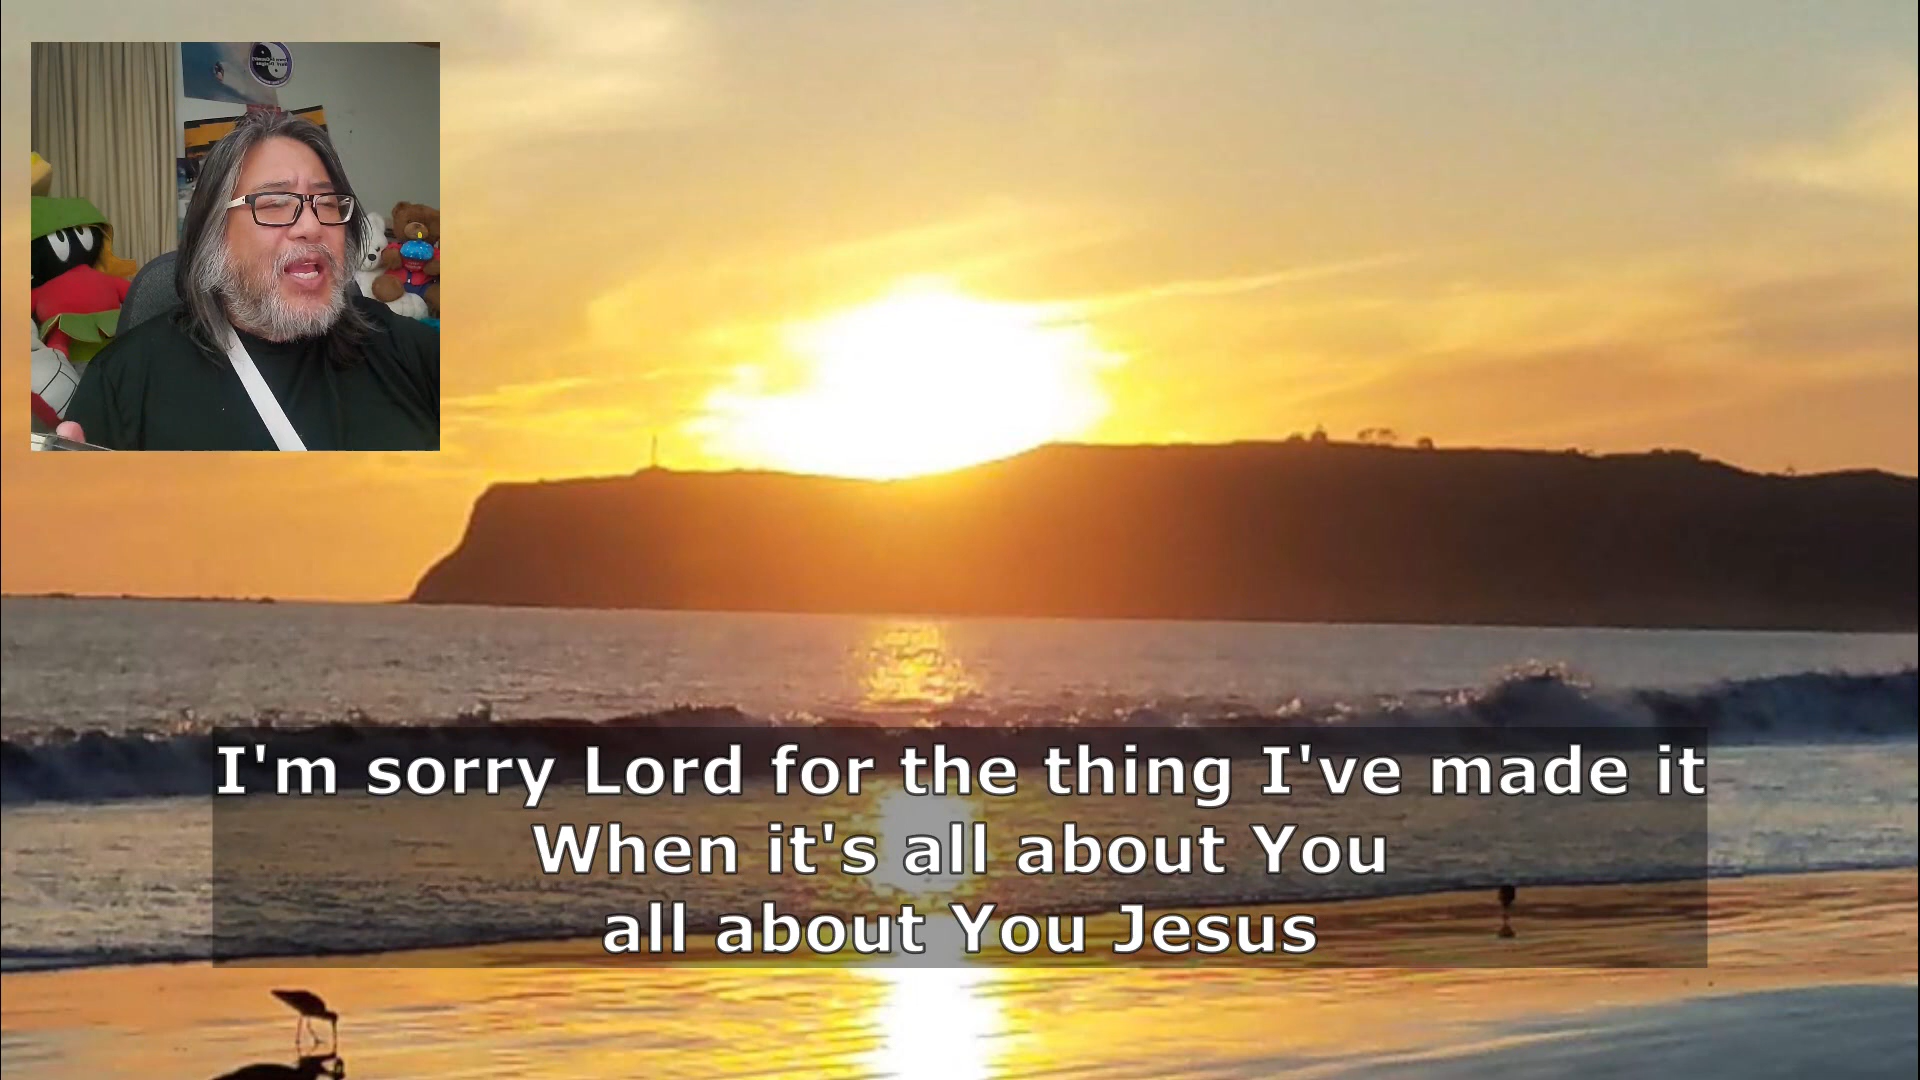 I'm sorry Lord for the thing I've made it
When it's all about You
all about You Jesus